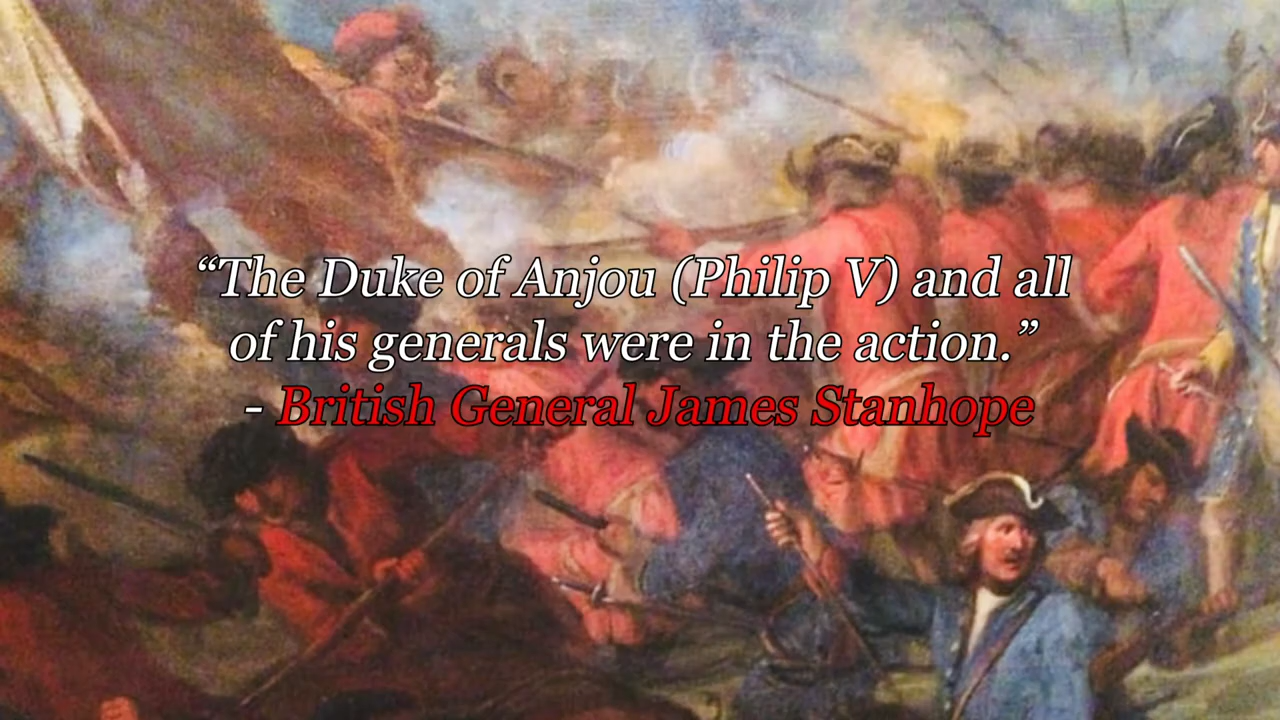 “The Duke of Anjou (Philip V) and all
of his generals were in the action.”
- British General James Stanhope